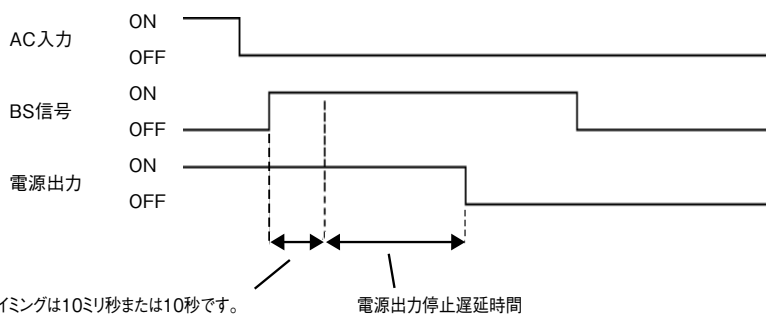 AC入力
ON
OFF
BS信号
ON
OFF
電源出力
ON
OFF
イミングは10ミリ秒または10秒です。
電源出力停止遅延時間